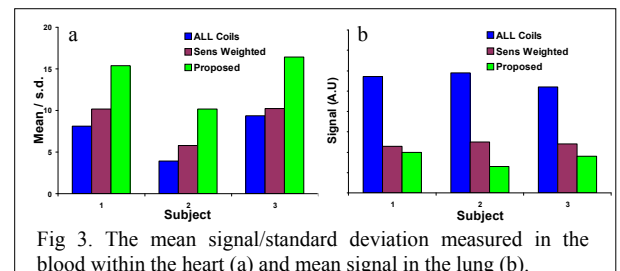 a
ALL Coils
Sens Weighted
Proposed
Mean / s.d.
20
15
10
5
0
1 2 3
Subject
b
ALL Coils
Sens Weighted
Proposed
Signal (A.U)
1 2 3
Subject
Fig 3. The mean signal/standard deviation measured in the
blood within the heart (a) and mean signal in the lung (b).